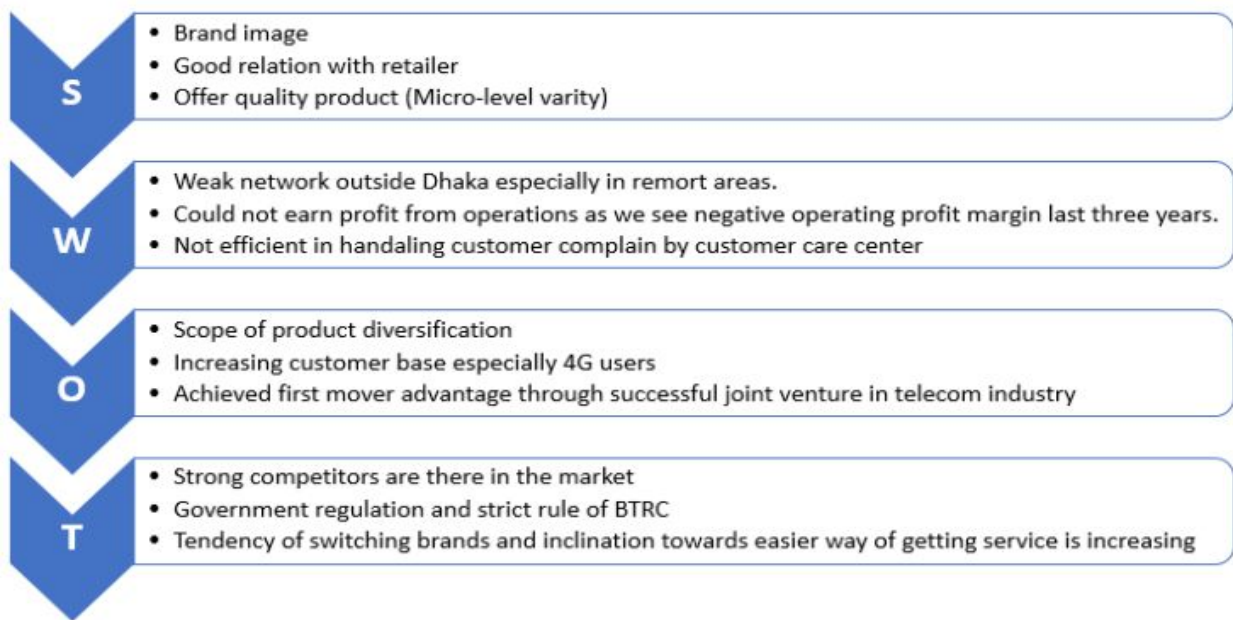 S
• Brand image
• Good relation with retailer
• Offer quality product (Micro-level varity)
W
• Weak network outside Dhaka especially in remort areas.
• Could not earn profit from operations as we see negative operating profit margin last three years.
• Not efficient in handaling customer complain by customer care center
O
• Scope of product diversification
• Increasing customer base especially 4G users
• Achieved first mover advantage through successful joint venture in telecom industry
T
• Strong competitors are there in the market
• Government regulation and strict rule of BTRC
• Tendency of switching brands and inclination towards easier way of getting service is increasing